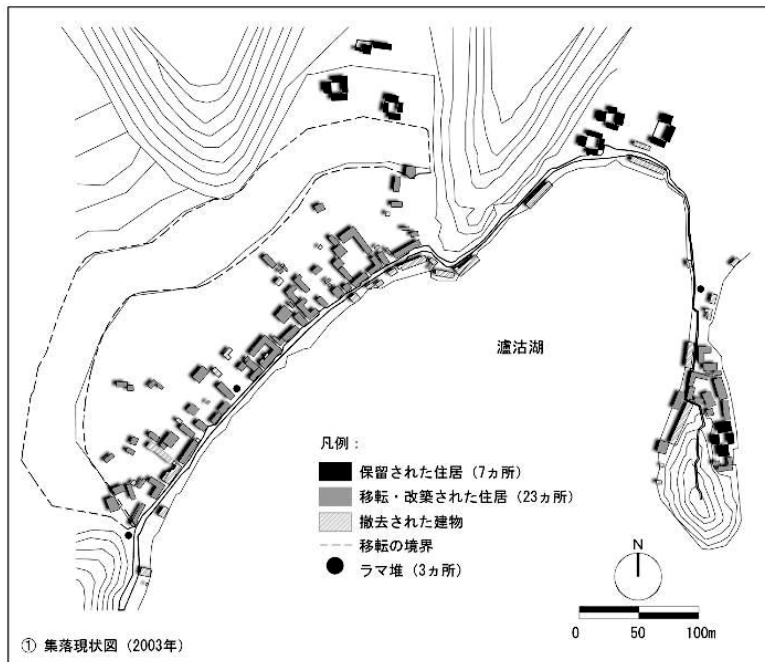 瀘沽湖
凡例：
保留された住居（7ヵ所）
移転・改築された住居（23ヵ所）
撤去された建物
移転の境界
ラマ堆（3ヵ所）
N
0 50 100m
① 集落現状図（2003年）